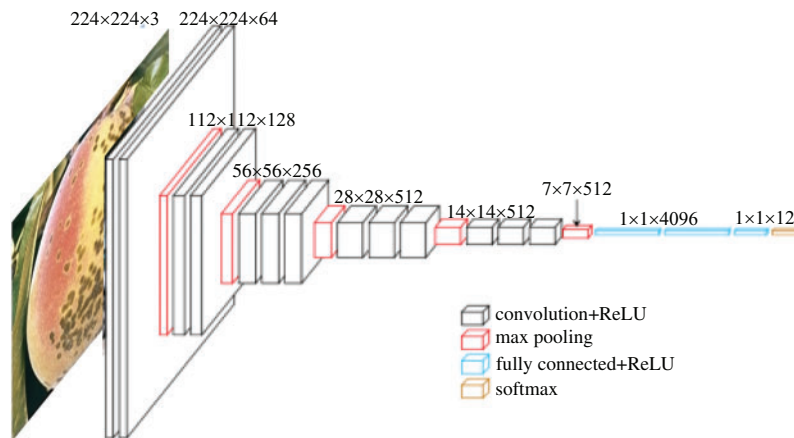 224×224×3
224×224×64
112×112×128
56×56×256
28×28×512
14×14×512
7×7×512
1×1×4096
1×1×12
convolution+ReLU
max pooling
fully connected+ReLU
softmax